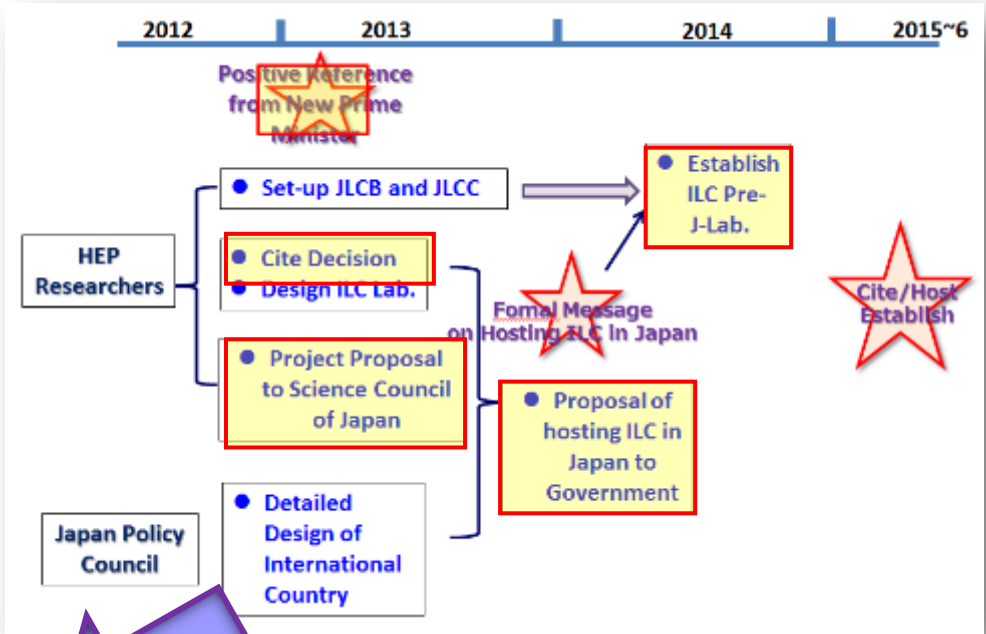 2012 2013 2014 2015~6
Positive Reference
from New Prime
Minister
● Set-up JLCB and JLCC
● Establish
ILC Pre-
J-Lab.
HEP
Researchers
● Cite Decision
● Design ILC Lab.
Fomal Message
on Hosting ILC in Japan
Cite/Host
Establish
● Project Proposal
to Science Council
of Japan
● Proposal of
hosting ILC in
Japan to
Government
Japan Policy
Council
● Detailed
Design of
International
Country